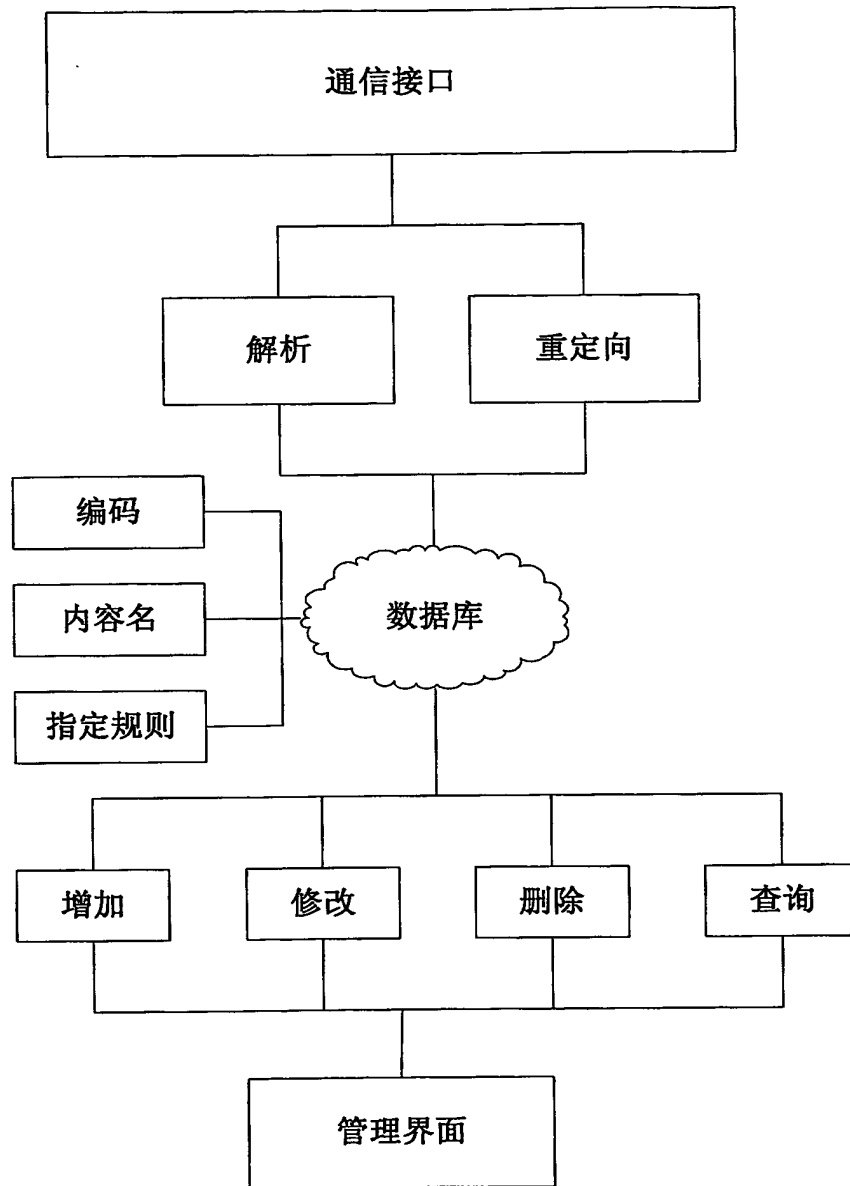 通信接口
解析
重定向
编码
内容名
数据库
指定规则
增加
修改
删除
查询
管理界面